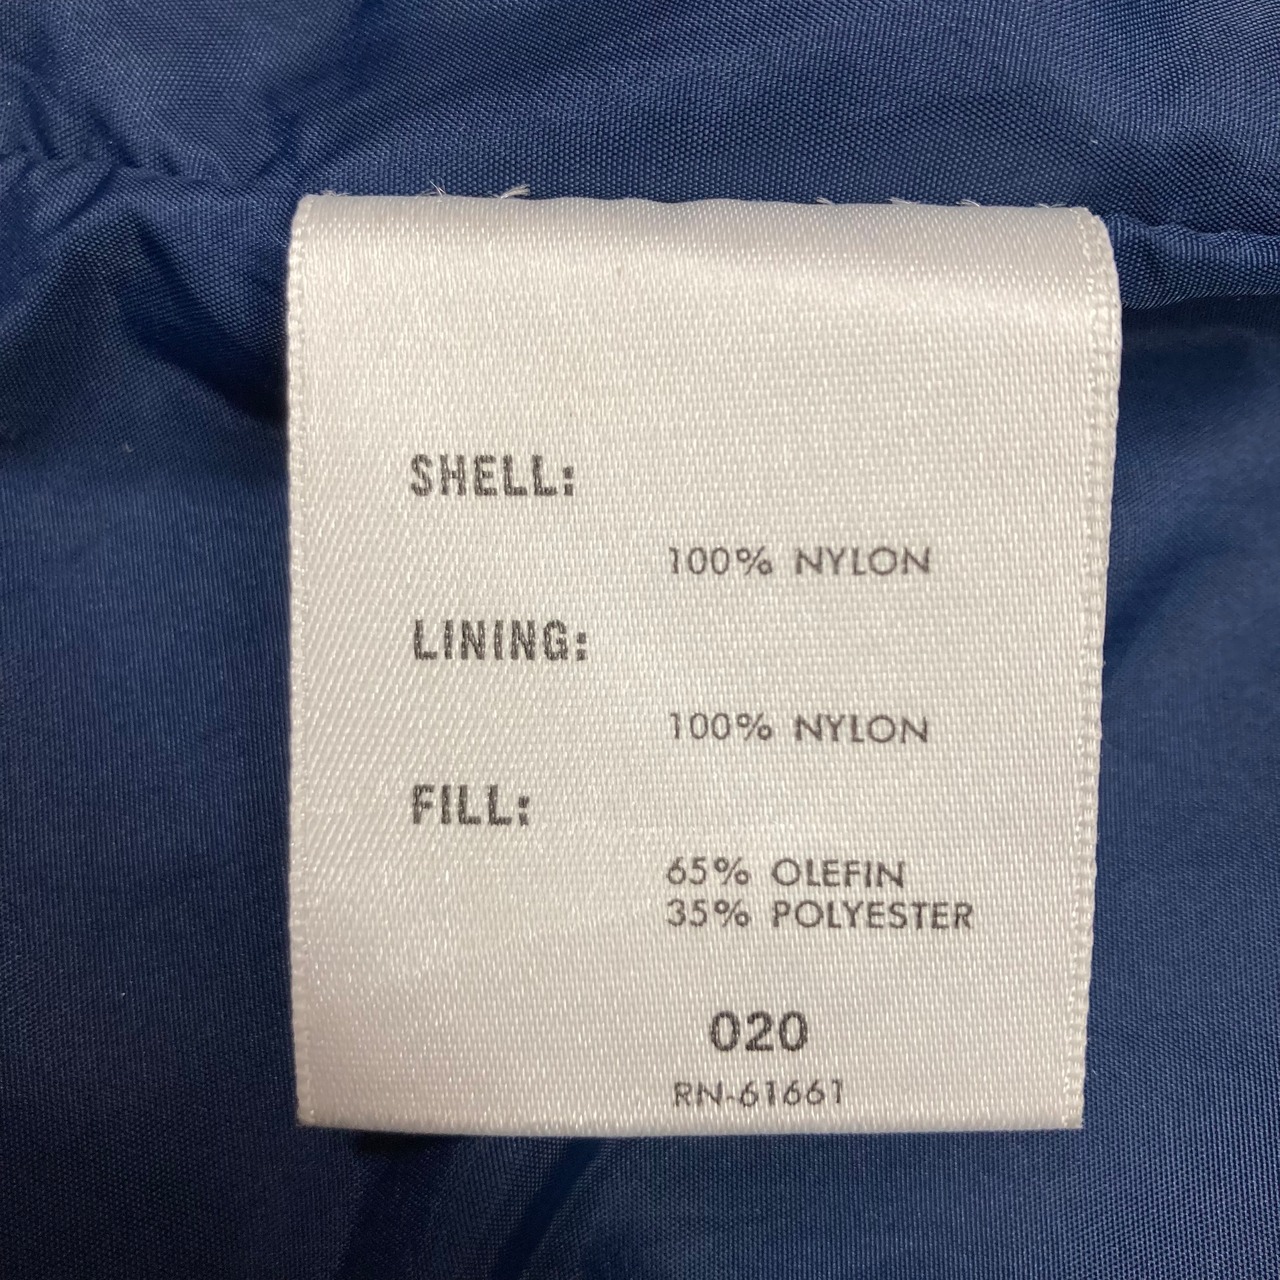 SHELL:
100% NYLON
LINING:
100% NYLON
FILL:
65% OLEFIN
35% POLYESTER
020
RN-61661